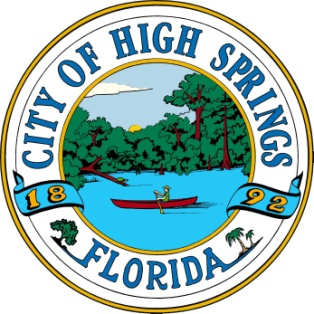 CITY OF HIGH SPRINGS
18 92
FLORIDA